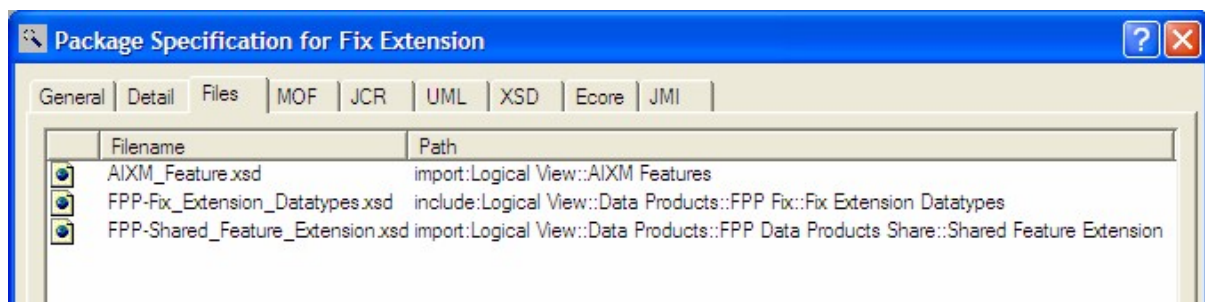 Package Specification for Fix Extension
General Detail Files MOF JCR UML XSD Ecore JMI
Filename Path
AIXM_Feature.xsd import:Logical View::AIXM Features
FPP-Fix_Extension_Datatypes.xsd include:Logical View::Data Products::FPP Fix::Fix Extension Datatypes
FPP-Shared_Feature_Extension.xsd import:Logical View::Data Products::FPP Data Products Share::Shared Feature Extension